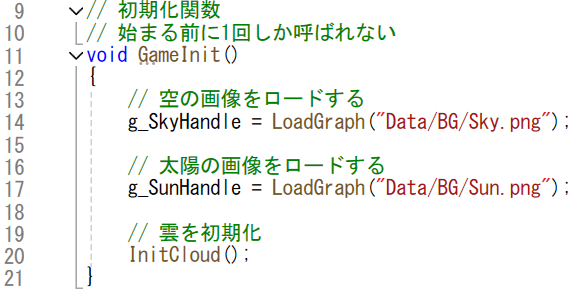 9 // 初期化関数
10 // 始まる前に1回しか呼ばれない
11 void GameInit()
12 {
13 // 空の画像をロードする
14 g_SkyHandle = LoadGraph("Data/BG/Sky.png");
15
16 // 太陽の画像をロードする
17 g_SunHandle = LoadGraph("Data/BG/Sun.png");
18
19 // 雲を初期化
20 InitCloud();
21 }